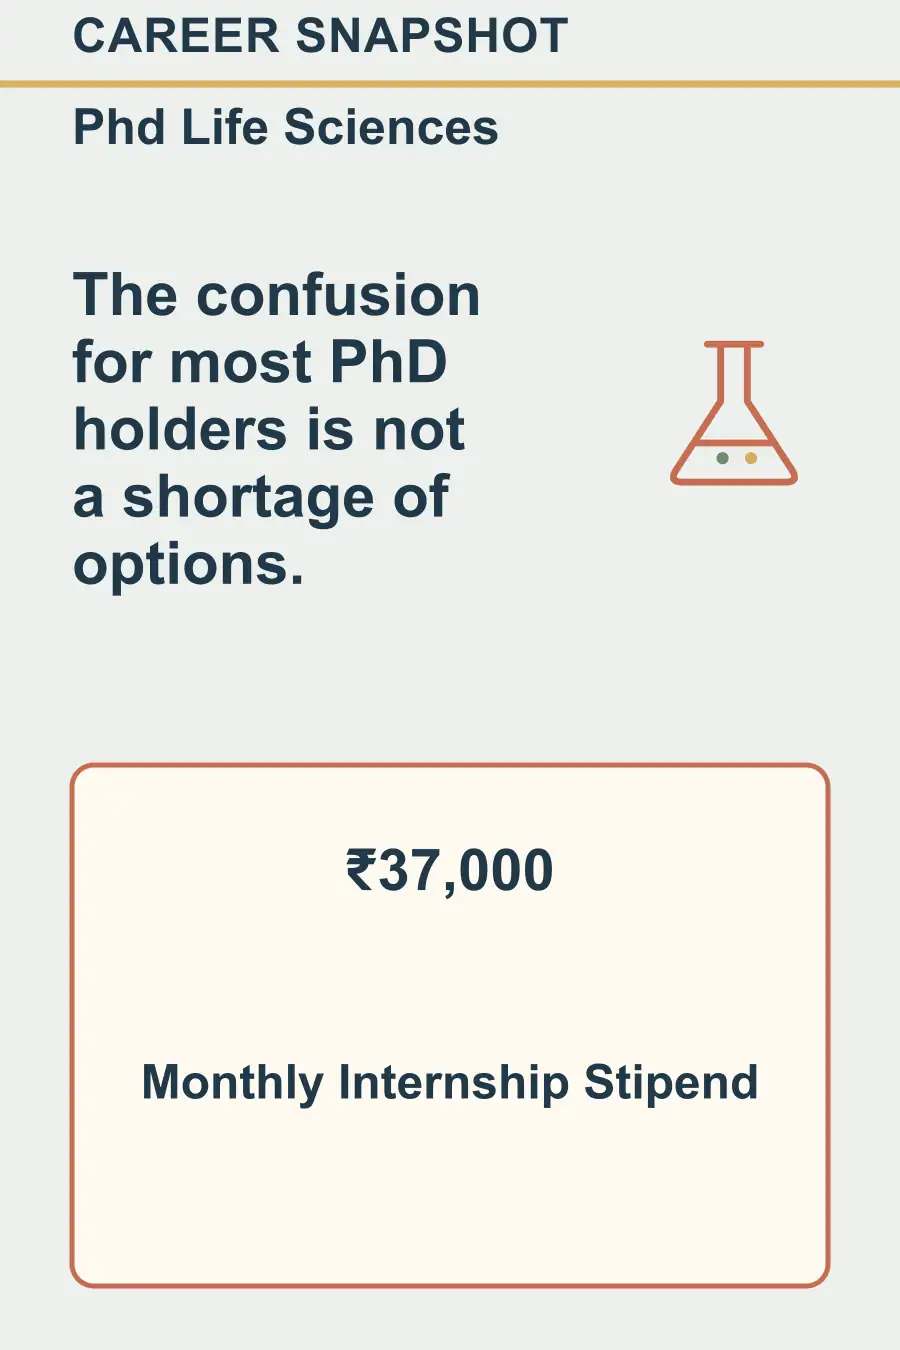 CAREER SNAPSHOT
Phd Life Sciences
The confusion
for most PhD
holders is not
a shortage of
options.
₹37,000
Monthly Internship Stipend